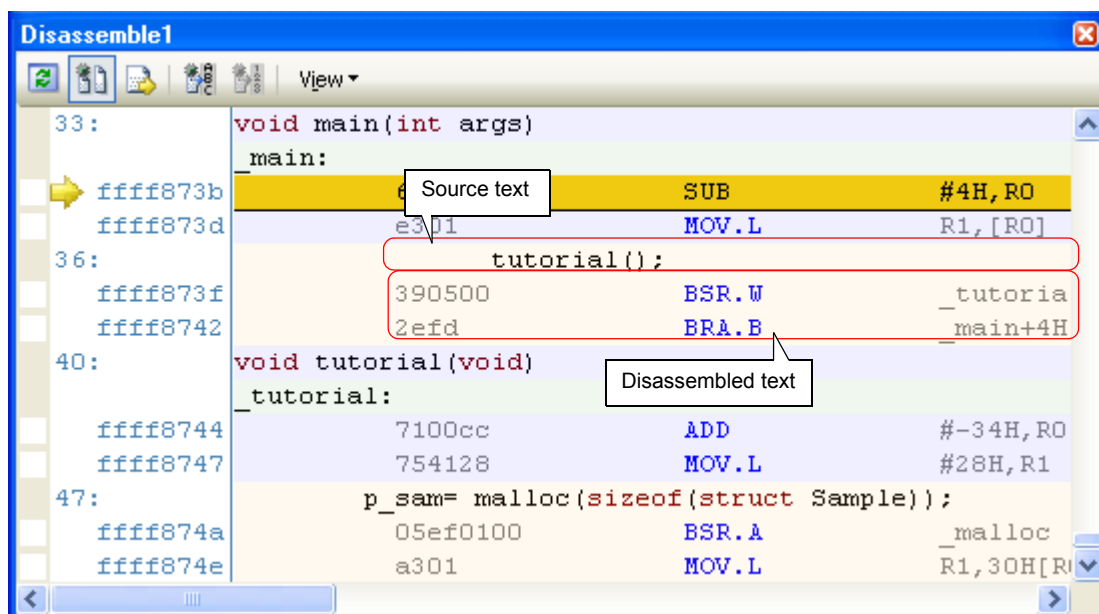 Disassemble1
View
33: void main(int args)
_main:
ffff873b 6 SUB #4H,R0
Source text
ffff873d e301 MOV.L R1,[R0]
36: tutorial();
ffff873f 390500 BSR.W _tutoria
ffff8742 2efd BRA.B _main+4H
40: void tutorial(void)
Disassembled text
_tutorial:
ffff8744 7100cc ADD #-34H,R0
ffff8747 754128 MOV.L #28H,R1
47: p_sam= malloc(sizeof(struct Sample));
ffff874a 05ef0100 BSR.A _malloc
ffff874e a301 MOV.L R1,30H[R